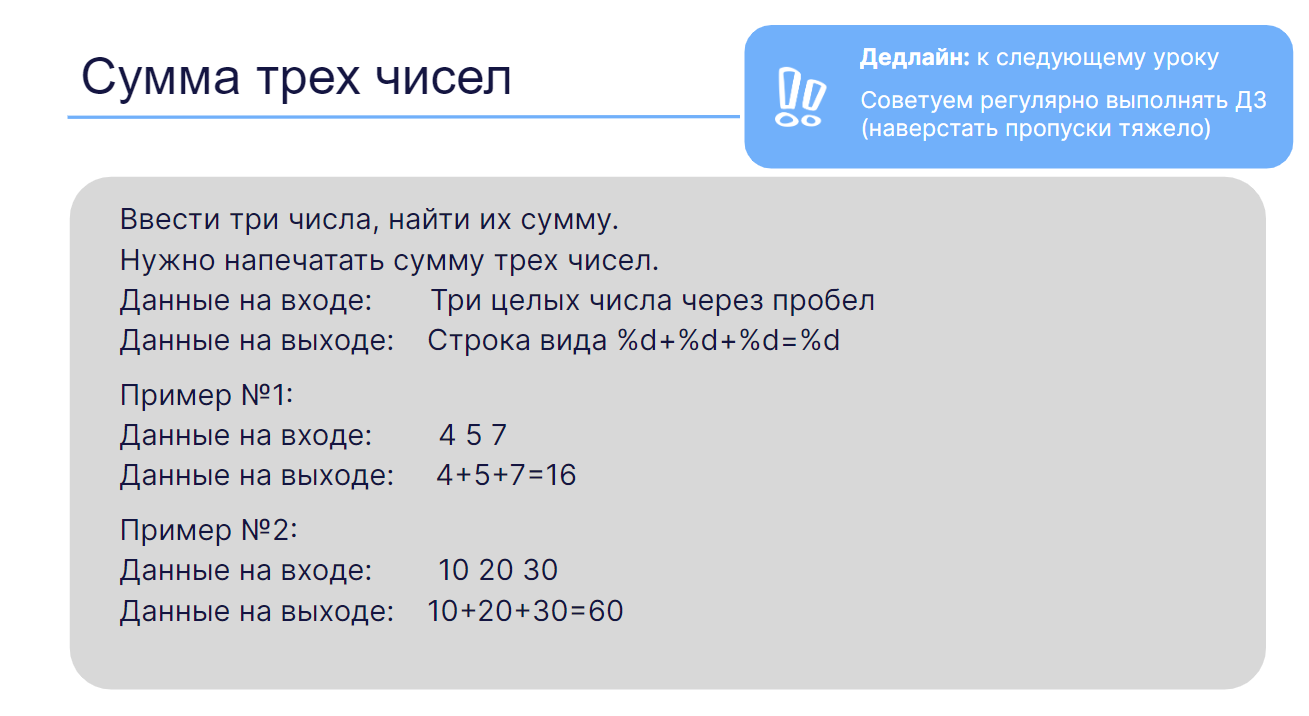 Сумма трех чисел
Дедлайн: к следующему уроку
Советуем регулярно выполнять ДЗ
(наверстать пропуски тяжело)
Ввести три числа, найти их сумму.
Нужно напечатать сумму трех чисел.
Данные на входе: Три целых числа через пробел
Данные на выходе: Строка вида %d+%d+%d=%d
Пример №1:
Данные на входе: 4 5 7
Данные на выходе: 4+5+7=16
Пример №2:
Данные на входе: 10 20 30
Данные на выходе: 10+20+30=60